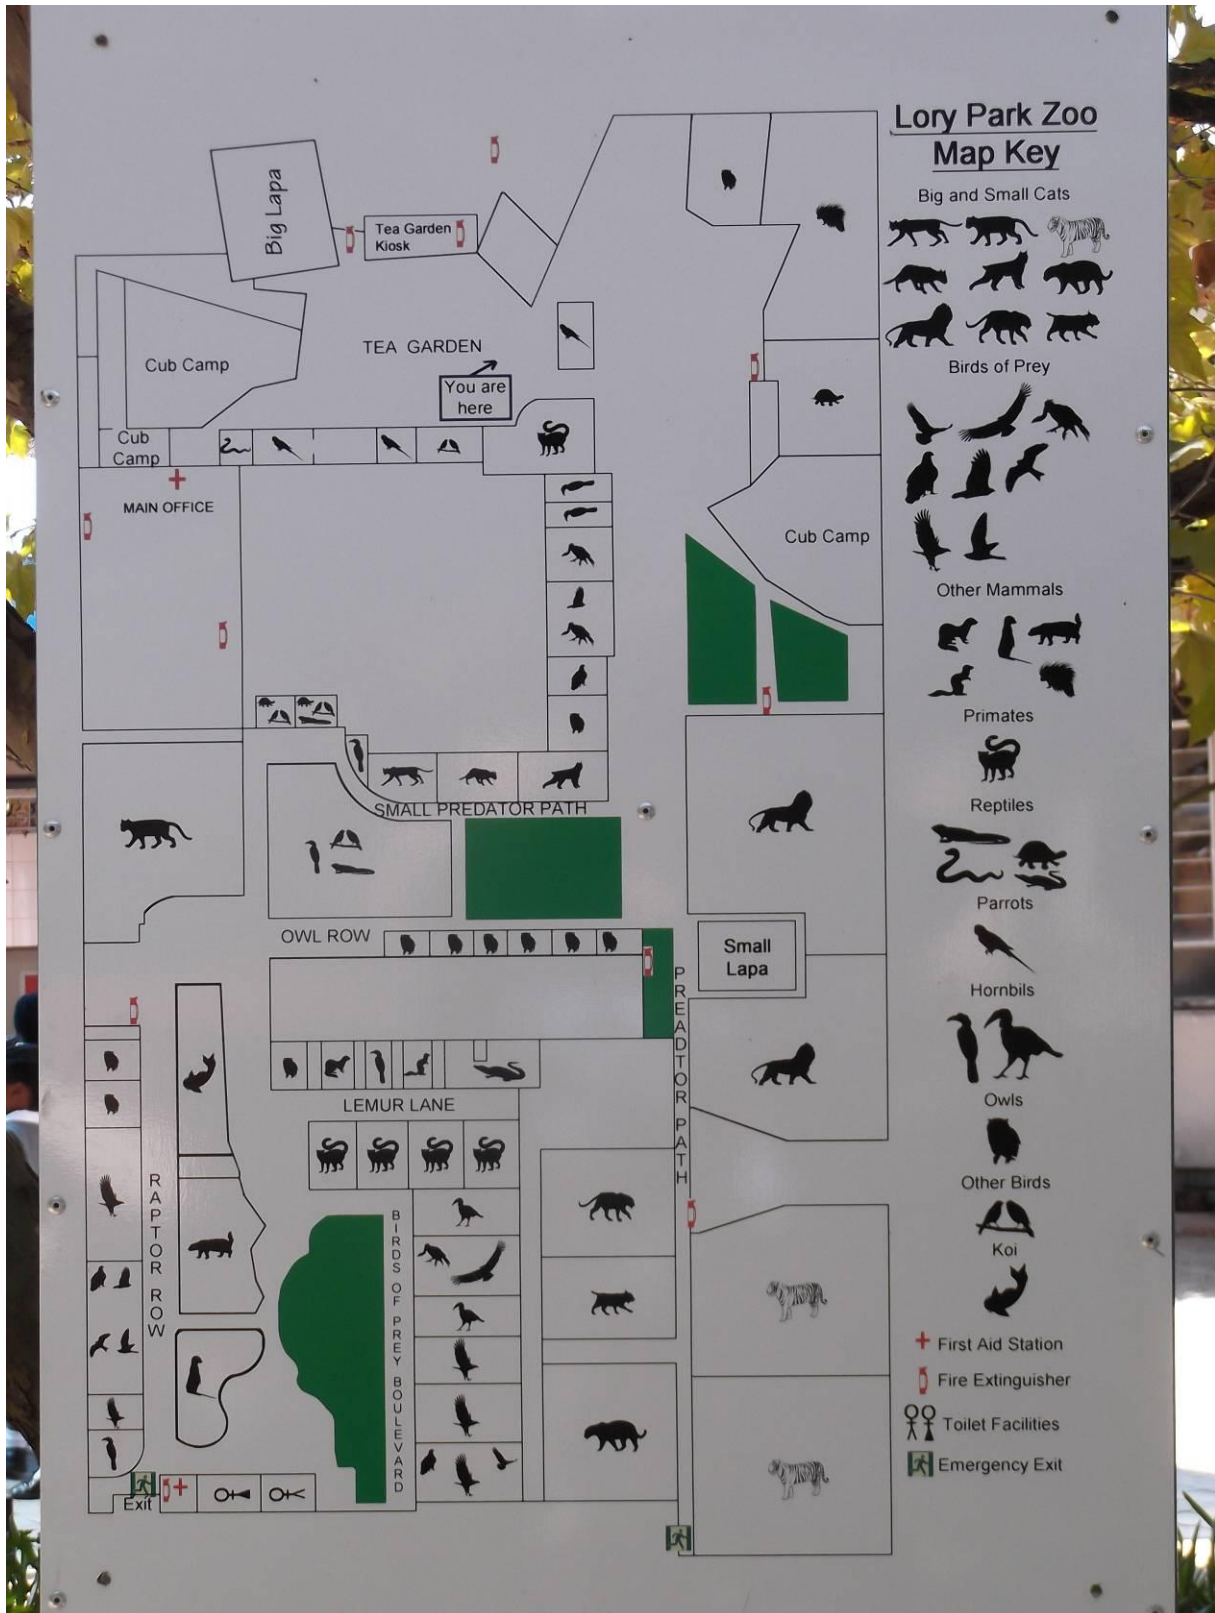 Lory Park Zoo
Map Key
Big and Small Cats
Birds of Prey
Other Mammals
Primates
Reptiles
Parrots
Hornbils
Owls
Other Birds
Koi
First Aid Station
Fire Extinguisher
Toilet Facilities
Emergency Exit
Big Lapa
Tea Garden
Kiosk
TEA GARDEN
You are
here
Cub Camp
Cub
Camp
MAIN OFFICE
Cub Camp
SMALL PREDATOR PATH
OWL ROW
Small
Lapa
PREADTOR PATH
LEMUR LANE
RAPTOR ROW
BIRDS OF PREY BOULEVARD
Exit